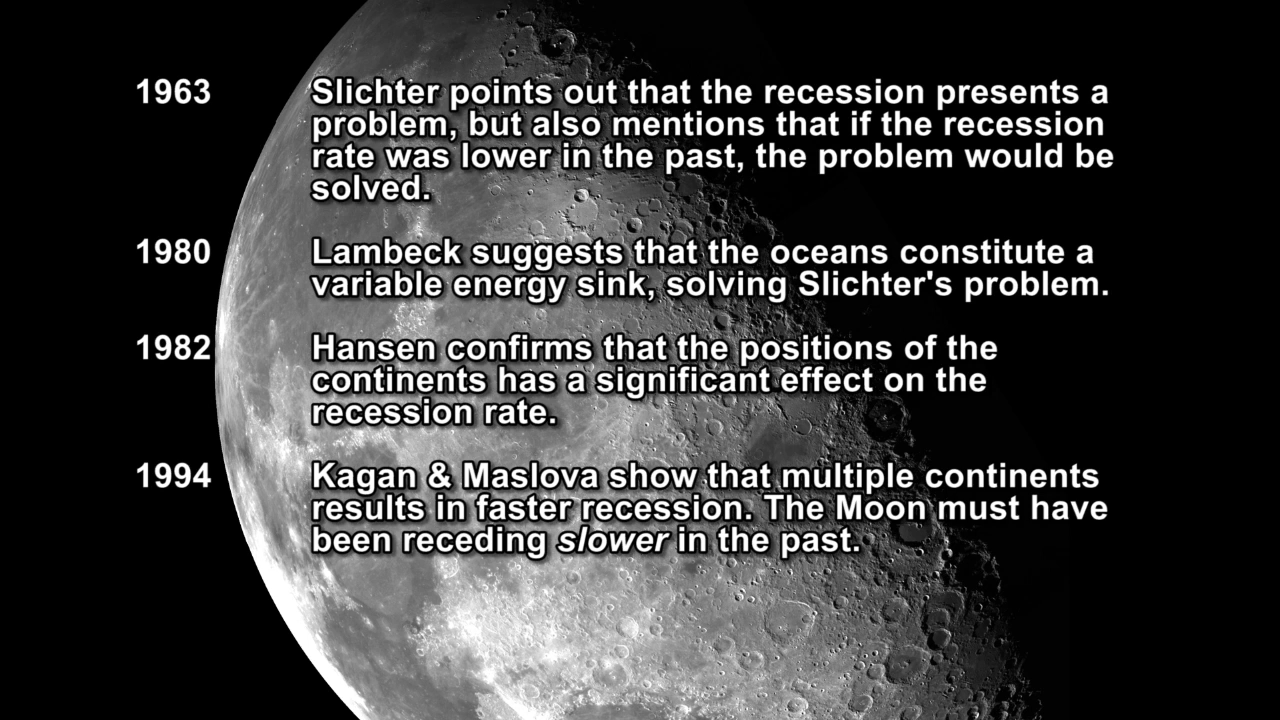 1963 Slichter points out that the recession presents a
problem, but also mentions that if the recession
rate was lower in the past, the problem would be
solved.
1980 Lambeck suggests that the oceans constitute a
variable energy sink, solving Slichter's problem.
1982 Hansen confirms that the positions of the
continents has a significant effect on the
recession rate.
1994 Kagan & Maslova show that multiple continents
results in faster recession. The Moon must have
been receding slower in the past.